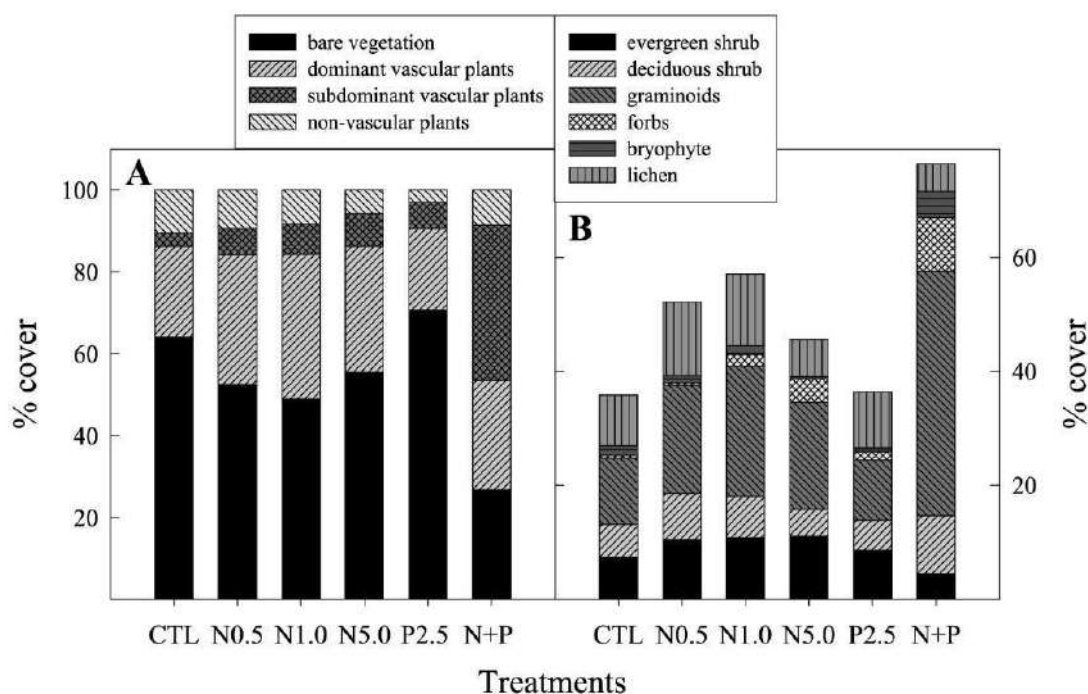 bare vegetation
dominant vascular plants
subdominant vascular plants
non-vascular plants
evergreen shrub
deciduous shrub
graminoids
forbs
bryophyte
lichen
A
B
100
80
60
40
20
% cover
60
40
20
% cover
CTL N0.5 N1.0 N5.0 P2.5 N+P
CTL N0.5 N1.0 N5.0 P2.5 N+P
Treatments